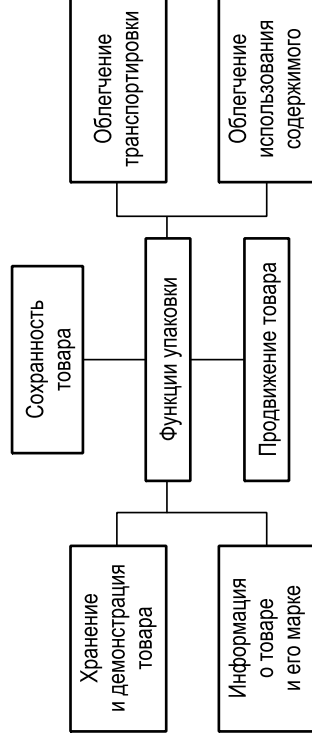 Сохранность
товара
Хранение
и демонстрация
товара
Облегчение
транспортировки
Функции упаковки
Информация
о товаре
и его марке
Облегчение
использования
содержимого
Продвижение товара